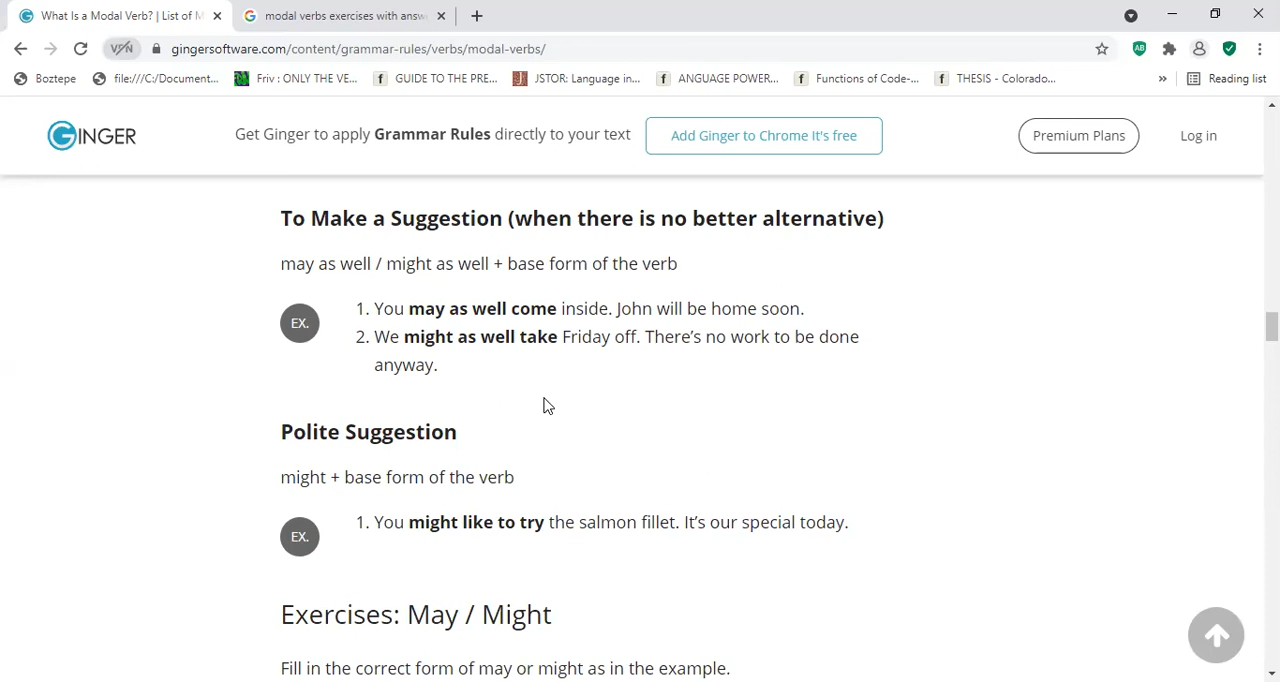 What Is a Modal Verb? | List of M
modal verbs exercises with answ
gingersoftware.com/content/grammar-rules/verbs/modal-verbs/
Boztepe
file:///C:/Document...
Friv : ONLY THE VE...
GUIDE TO THE PRE...
JSTOR: Language in...
ANGUAGE POWER...
Functions of Code-...
THESIS - Colorado...
»
Reading list
GINGER
Get Ginger to apply Grammar Rules directly to your text
Add Ginger to Chrome It's free
Premium Plans
Log in
To Make a Suggestion (when there is no better alternative)
may as well / might as well + base form of the verb
EX.
1. You may as well come inside. John will be home soon.
2. We might as well take Friday off. There’s no work to be done
anyway.
Polite Suggestion
might + base form of the verb
EX.
1. You might like to try the salmon fillet. It’s our special today.
Exercises: May / Might
Fill in the correct form of may or might as in the example.